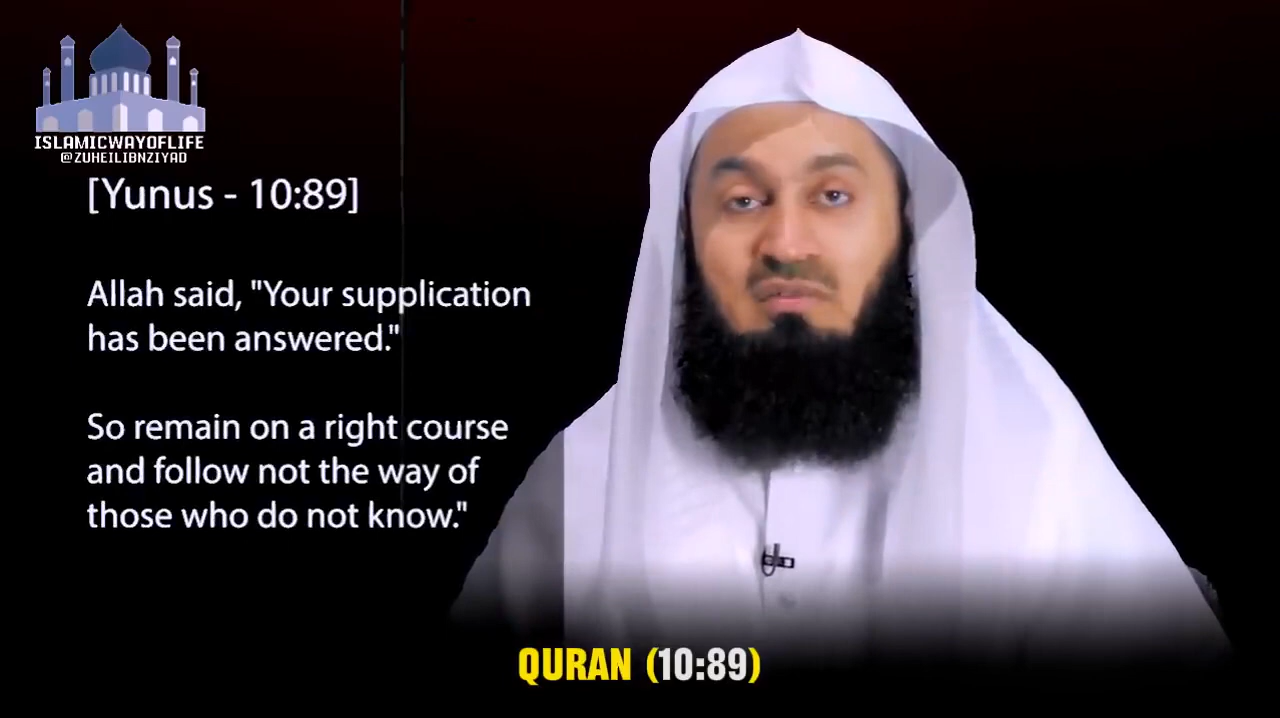 ISLAMICWAYOFLIFE
@ZUHEILIBNZIYAD
[Yunus - 10:89]
Allah said, "Your supplication
has been answered."
So remain on a right course
and follow not the way of
those who do not know."
QURAN (10:89)